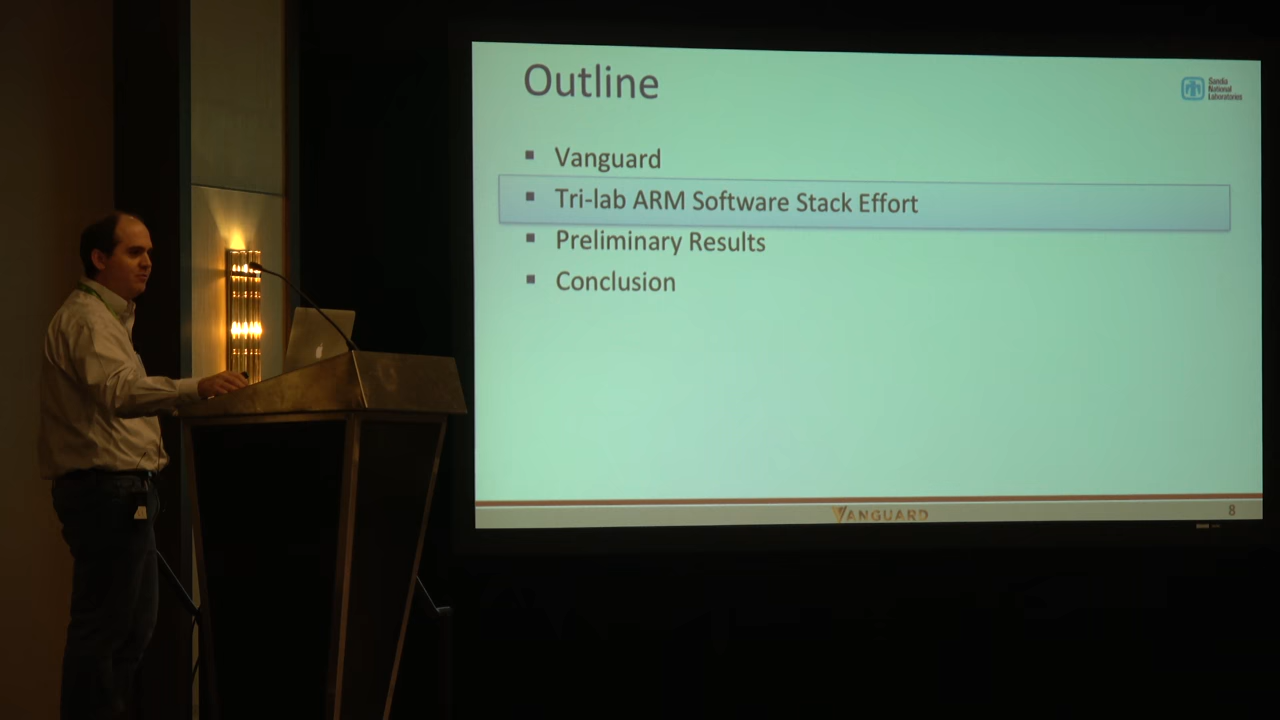 Outline
Sandia
National
Laboratories
▪ Vanguard
▪ Tri-lab ARM Software Stack Effort
▪ Preliminary Results
▪ Conclusion
VANGUARD
8